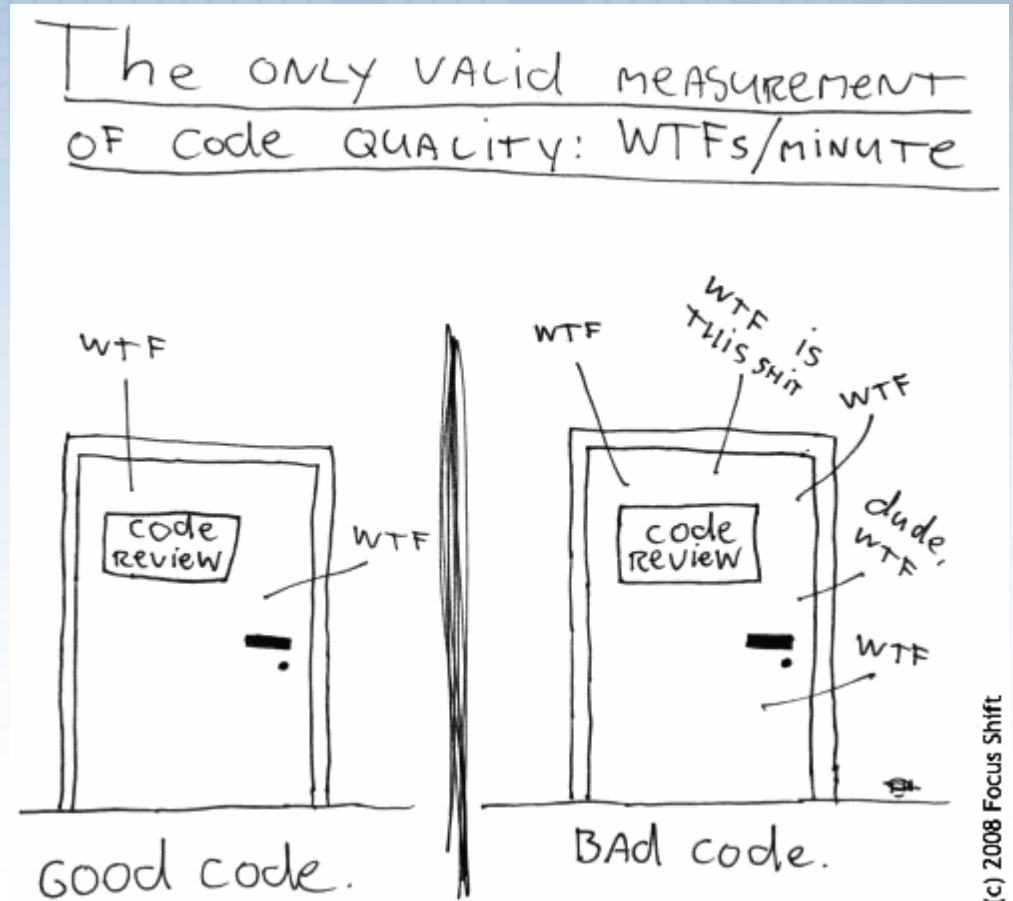 The ONLY VALid MEASUREMENT
OF Code QUALITY: WTFs/MINUTE
WTF
code
REVIEW
WTF
GOOD code.
WTF
WTF is
THIS SHIT
WTF
dude,
WTF
code
REVIEW
WTF
BAd code.
(c) 2008 Focus Shift